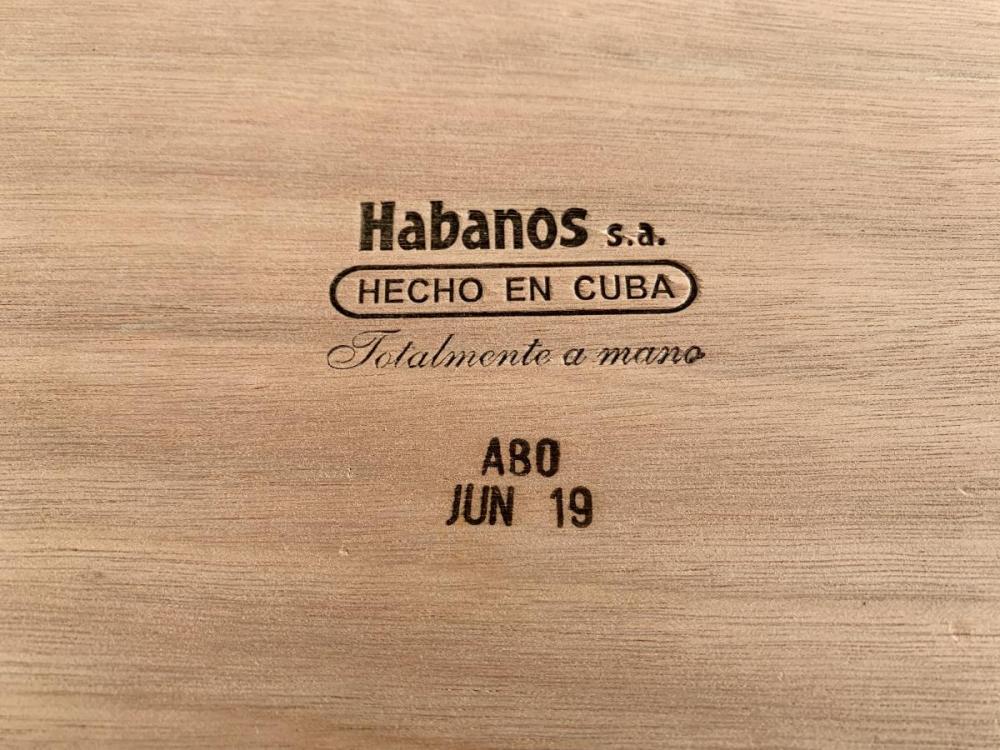 Habanos s.a.
HECHO EN CUBA
Totalmente a mano
ABO
JUN 19